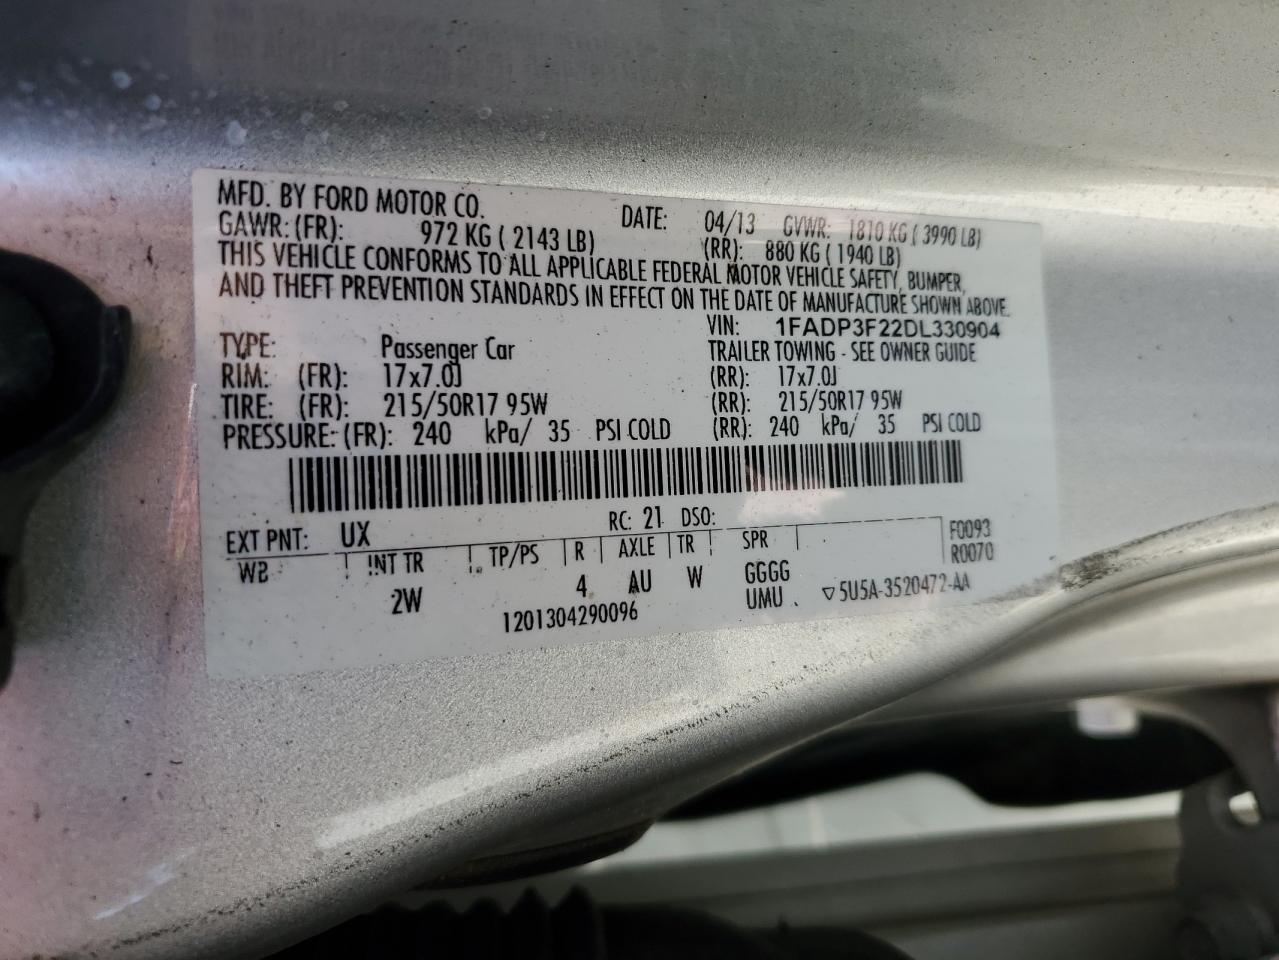 MFD. BY FORD MOTOR CO. DATE: 04/13 GVWR: 1810 KG ( 3990 LB)
GAWR: (FR): 972 KG ( 2143 LB) (RR): 880 KG ( 1940 LB)
THIS VEHICLE CONFORMS TO ALL APPLICABLE FEDERAL MOTOR VEHICLE SAFETY, BUMPER,
AND THEFT PREVENTION STANDARDS IN EFFECT ON THE DATE OF MANUFACTURE SHOWN ABOVE.
VIN: 1FADP3F22DL330904
TYPE: Passenger Car TRAILER TOWING - SEE OWNER GUIDE
RIM: (FR): 17x7.0J (RR): 17x7.0J
TIRE: (FR): 215/50R17 95W (RR): 215/50R17 95W
PRESSURE: (FR): 240 kPa/ 35 PSI COLD (RR): 240 kPa/ 35 PSI COLD
EXT PNT: UX RC: 21 DSO: F0093
WB INT TR TP/PS R AXLE TR SPR R0070
2W 4 AU W GGGG
UMU ▽5U5A-3520472-AA
1201304290096